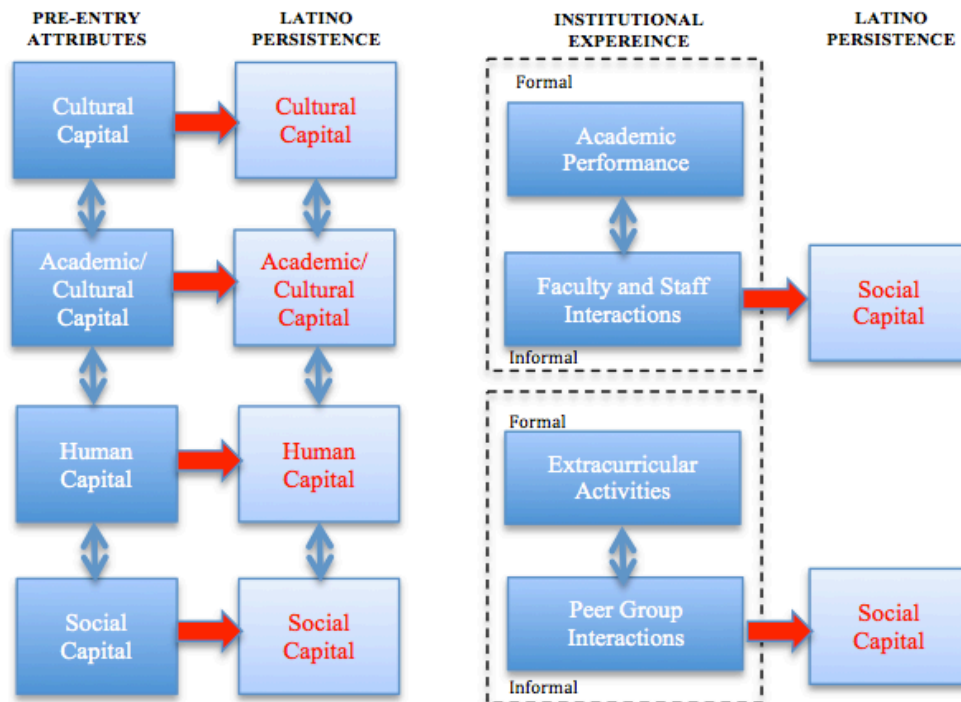 PRE-ENTRY
ATTRIBUTES
LATINO
PERSISTENCE
Cultural
Capital
Cultural
Capital
Academic/
Cultural
Capital
Academic/
Cultural
Capital
Human
Capital
Human
Capital
Social
Capital
Social
Capital
INSTITUTIONAL
EXPEREINCE
LATINO
PERSISTENCE
Formal
Academic
Performance
Faculty and Staff
Interactions
Informal
Social
Capital
Formal
Extracurricular
Activities
Peer Group
Interactions
Informal
Social
Capital